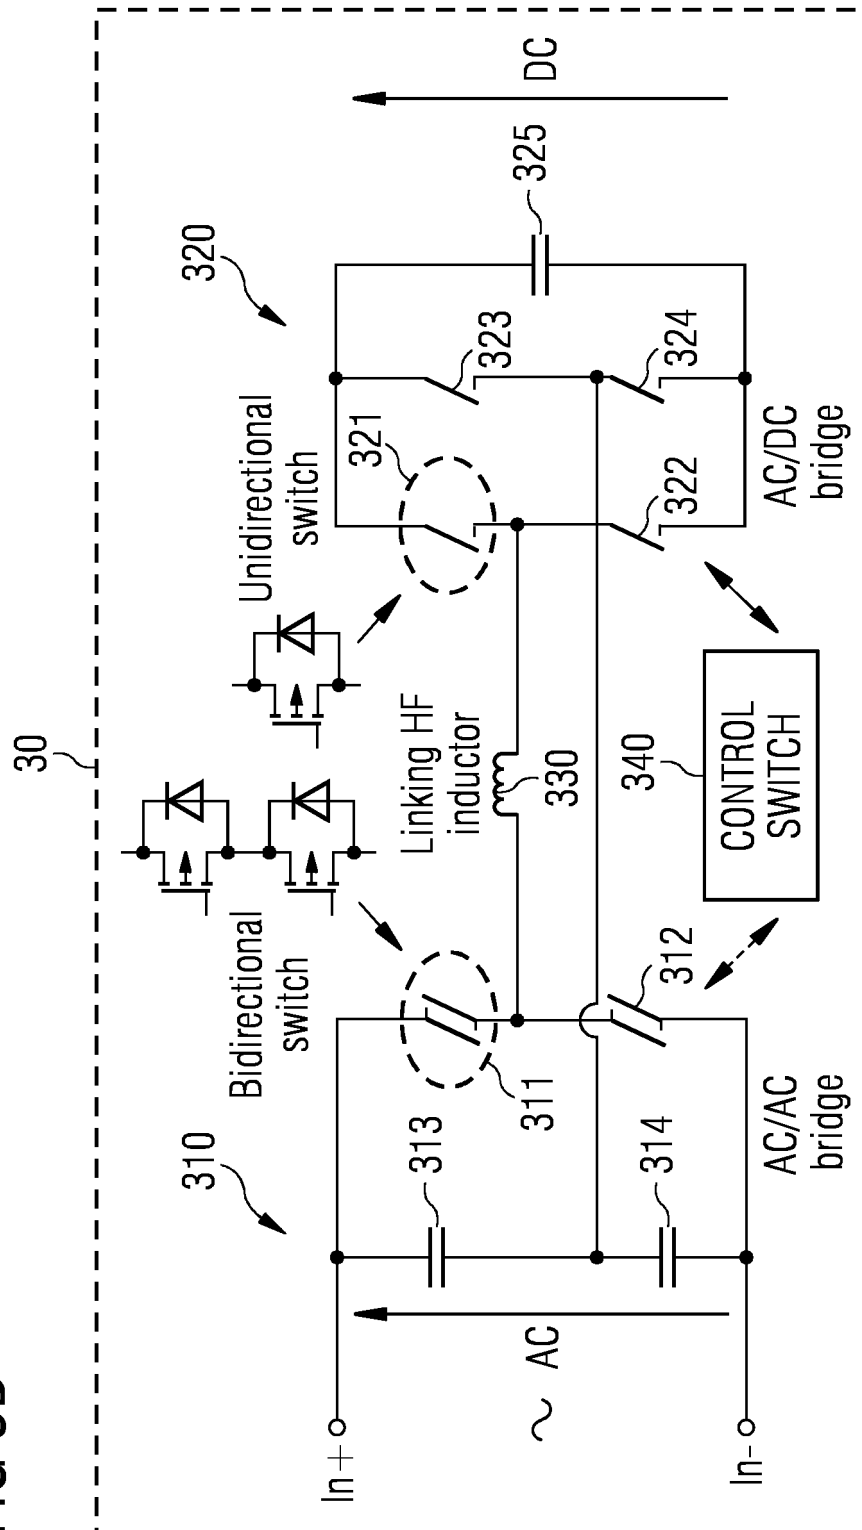 30
310
320
Bidirectional
switch
Unidirectional
switch
321
323
325
DC
313
311
Linking HF
inductor
330
In+
AC
314
312
340
322
324
In-
AC/AC
bridge
CONTROL
SWITCH
AC/DC
bridge